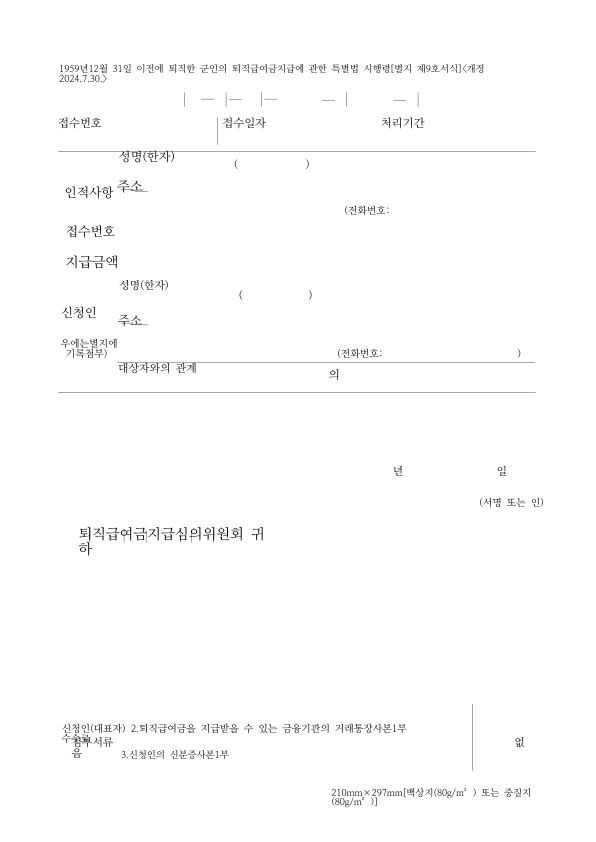 1959년12월 31일 이전에 퇴직한 군인의 퇴직급여금지급에 관한 특별법 시행령[별지 제9호서식]<개정
2024.7.30.>
접수번호 접수일자 처리기간
성명(한자)
( )
주소
인적사항
(전화번호:
접수번호
지급금액
성명(한자)
( )
신청인
주소
우에는별지에
기록첨부)
(전화번호: )
대상자와의 관계
의
년 일
(서명 또는 인)
퇴직급여금지급심의위원회 귀
하
신청인(대표자) 2.퇴직급여금을 지급받을 수 있는 금융기관의 거래통장사본1부
수수료
첨부서류
없
음
3.신청인의 신분증사본1부
210mm×297mm[백상지(80g/㎡) 또는 중질지
(80g/㎡)]